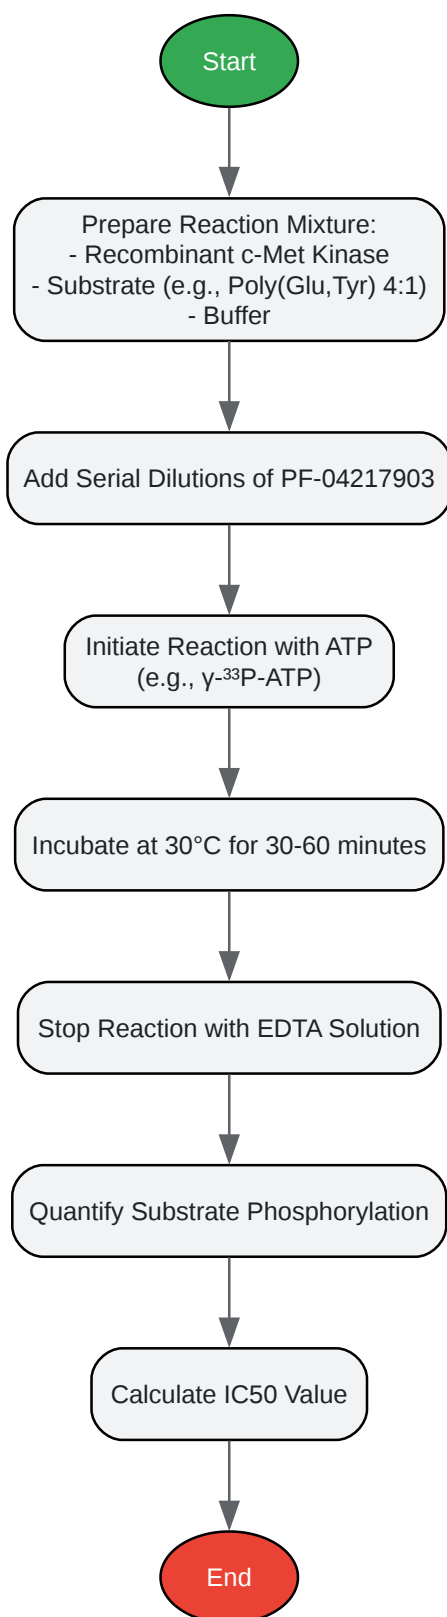 Start
Prepare Reaction Mixture:
- Recombinant c-Met Kinase
- Substrate (e.g., Poly(Glu,Tyr) 4:1)
- Buffer
Add Serial Dilutions of PF-04217903
Initiate Reaction with ATP
(e.g., γ-³³P-ATP)
Incubate at 30°C for 30-60 minutes
Stop Reaction with EDTA Solution
Quantify Substrate Phosphorylation
Calculate IC50 Value
End